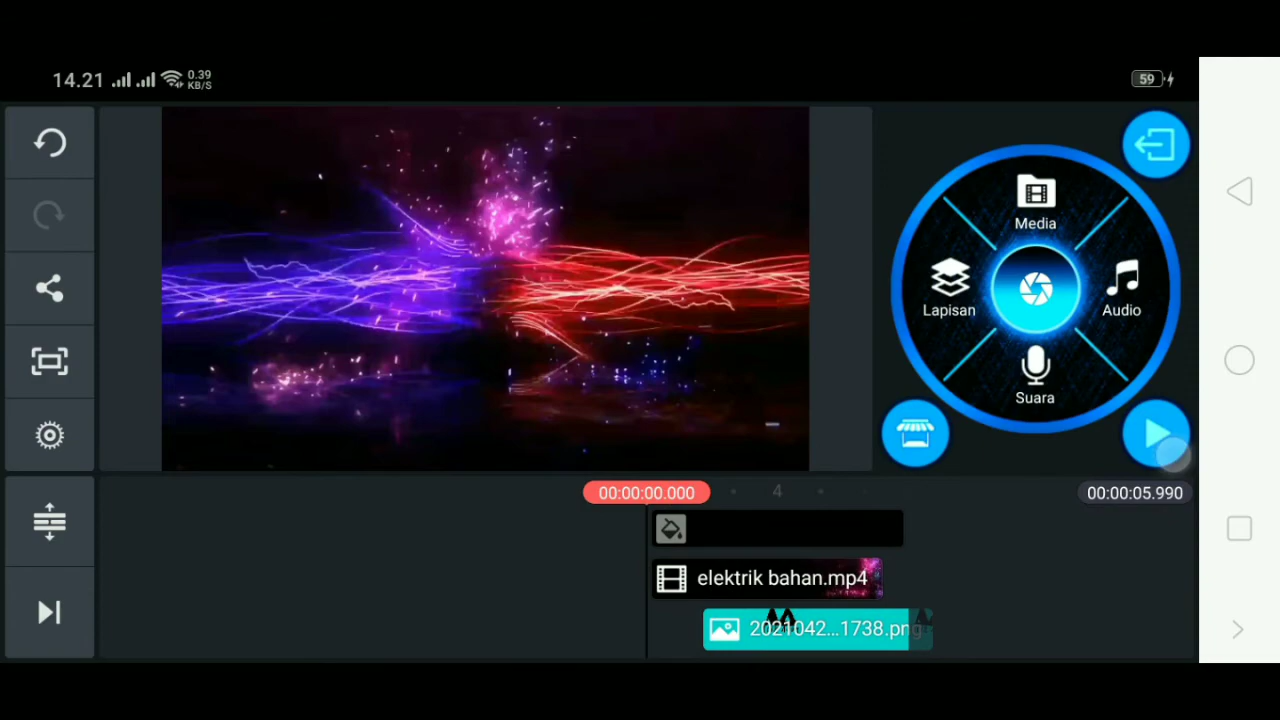 14.21
0.39
KB/S
59
Media
Lapisan
Audio
Suara
00:00:00.000
4
00:00:05.990
elektrik bahan.mp4
2021042...1738.png